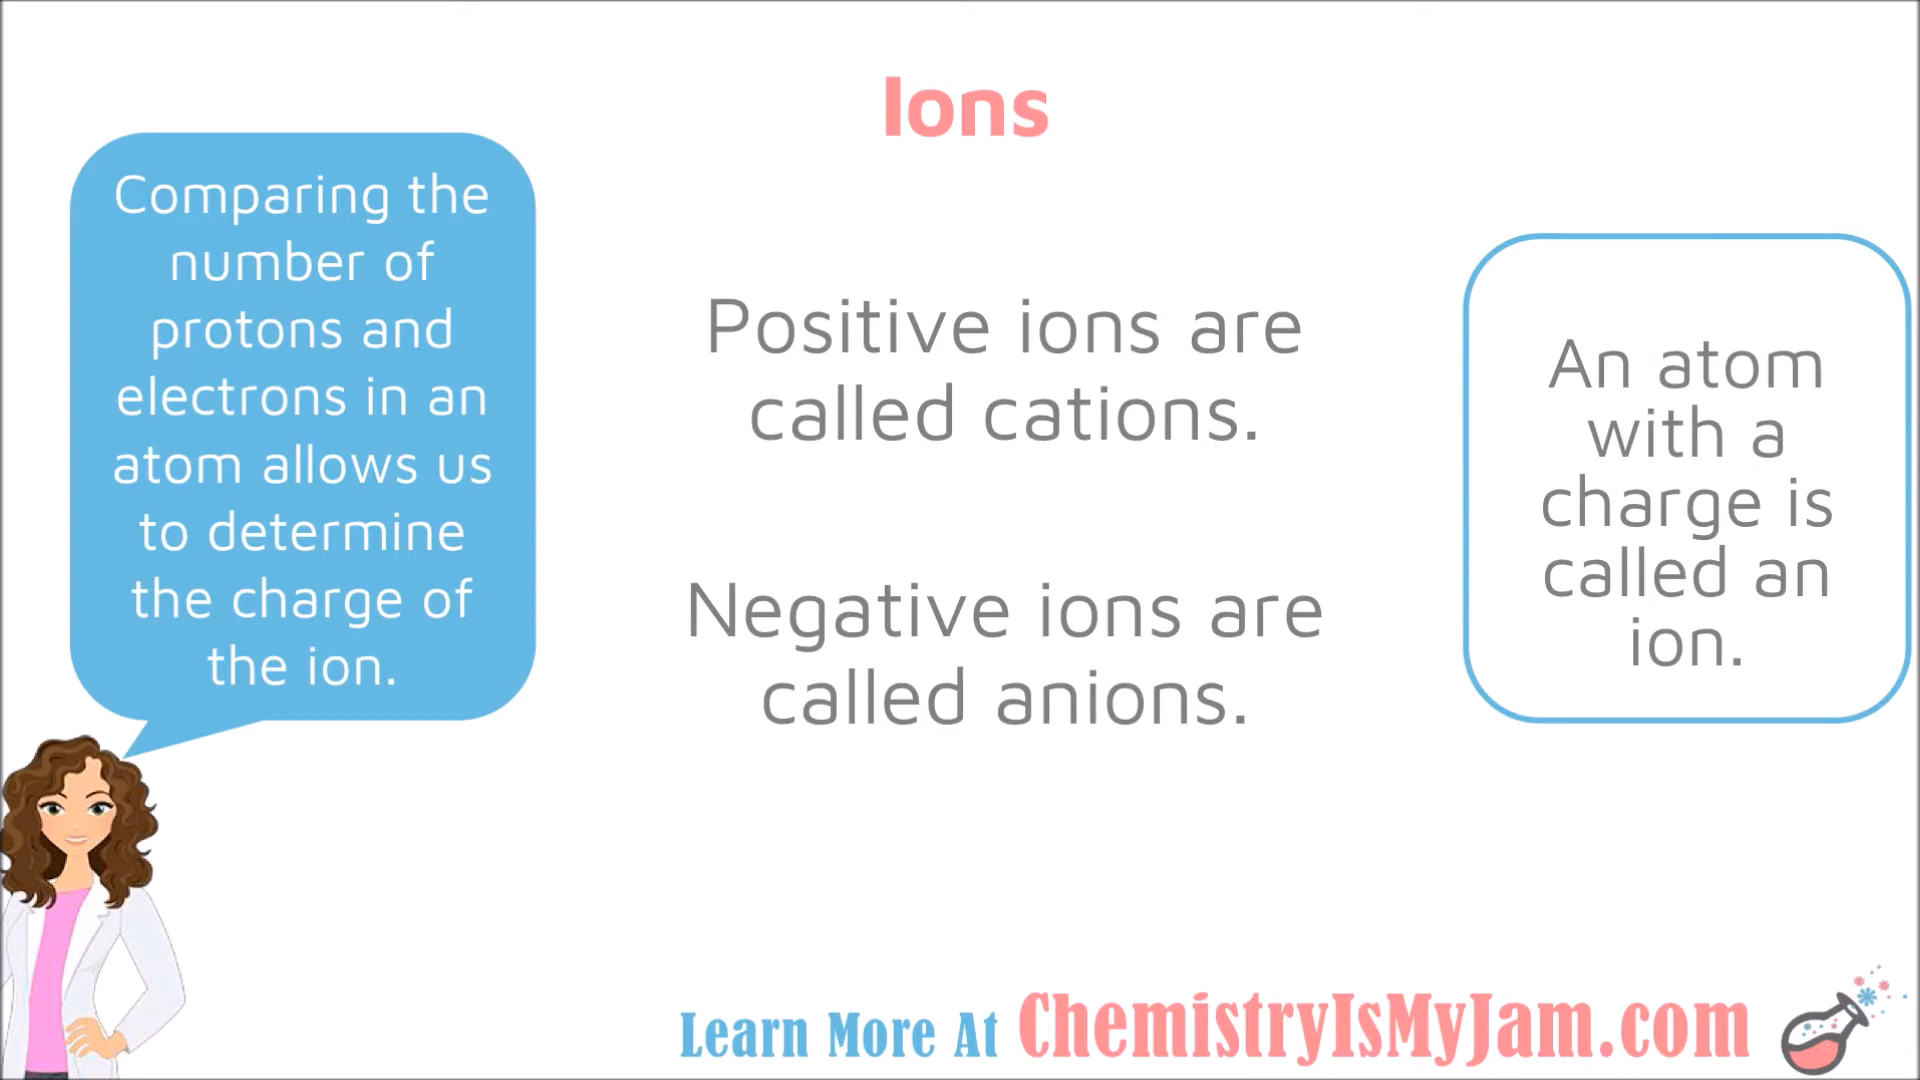 Ions
Comparing the
number of
protons and
electrons in an
atom allows us
to determine
the charge of
the ion.
Positive ions are
called cations.
Negative ions are
called anions.
An atom
with a
charge is
called an
ion.
Learn More At ChemistryIsMyJam.com